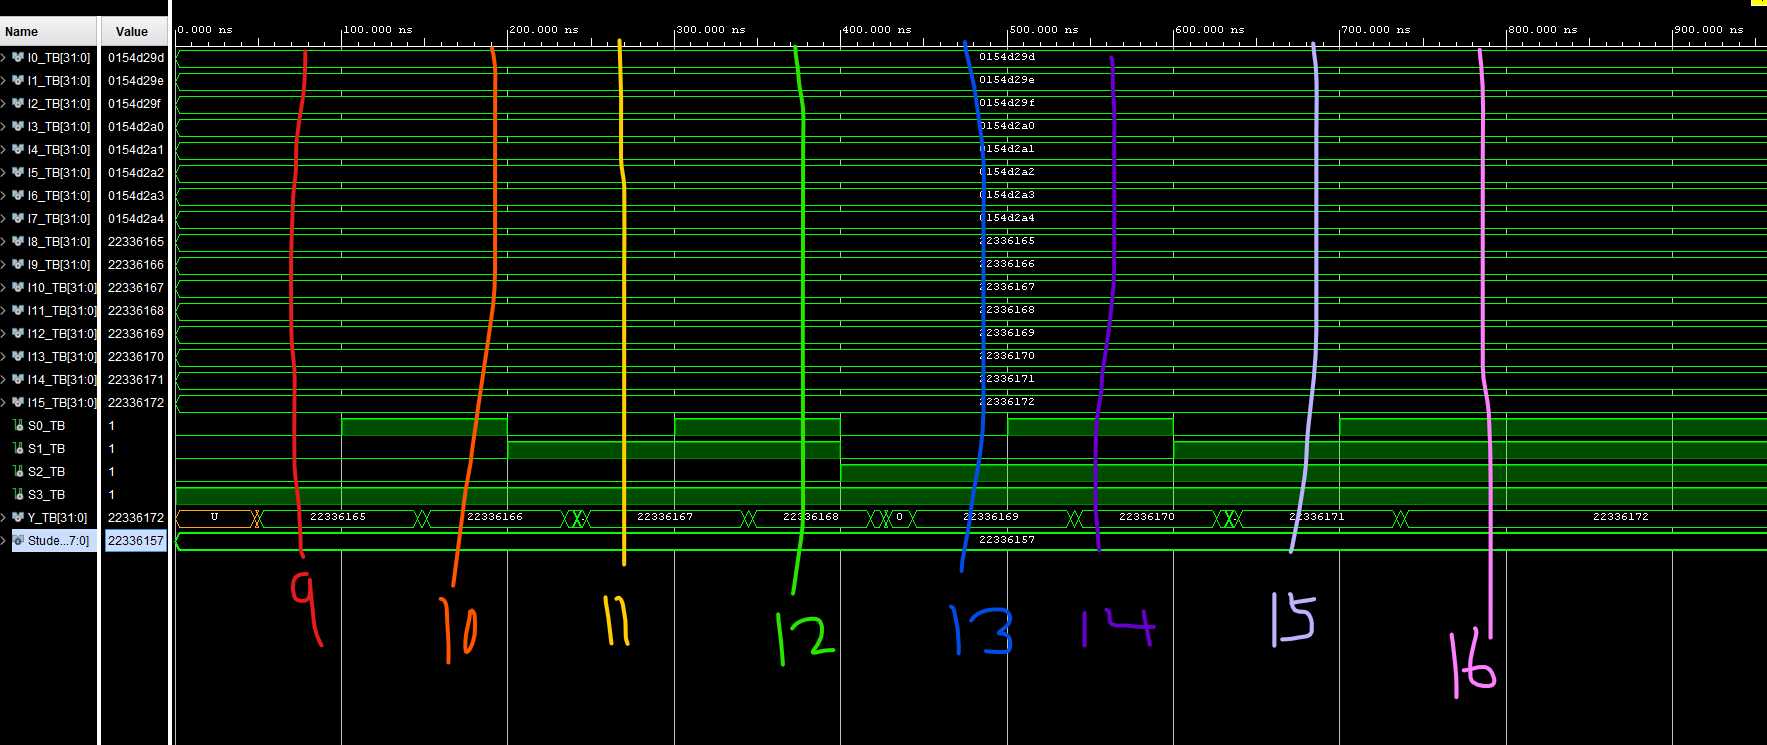 Name Value 0.000 ns 100.000 ns 200.000 ns 300.000 ns 400.000 ns 500.000 ns 600.000 ns 700.000 ns 800.000 ns 900.000 ns
I0_TB[31:0] 0154d29d 0154d29d
I1_TB[31:0] 0154d29e 0154d29e
I2_TB[31:0] 0154d29f 0154d29f
I3_TB[31:0] 0154d2a0 0154d2a0
I4_TB[31:0] 0154d2a1 0154d2a1
I5_TB[31:0] 0154d2a2 0154d2a2
I6_TB[31:0] 0154d2a3 0154d2a3
I7_TB[31:0] 0154d2a4 0154d2a4
I8_TB[31:0] 22336165 22336165
I9_TB[31:0] 22336166 22336166
I10_TB[31:0] 22336167 22336167
I11_TB[31:0] 22336168 22336168
I12_TB[31:0] 22336169 22336169
I13_TB[31:0] 22336170 22336170
I14_TB[31:0] 22336171 22336171
I15_TB[31:0] 22336172 22336172
S0_TB 1
S1_TB 1
S2_TB 1
S3_TB 1
Y_TB[31:0] 22336172 U 22336165 22336166 22336167 22336168 0 22336169 22336170 22336171 22336172
Stude...7:0] 22336157 22336157
9 10 11 12 13 14 15 16